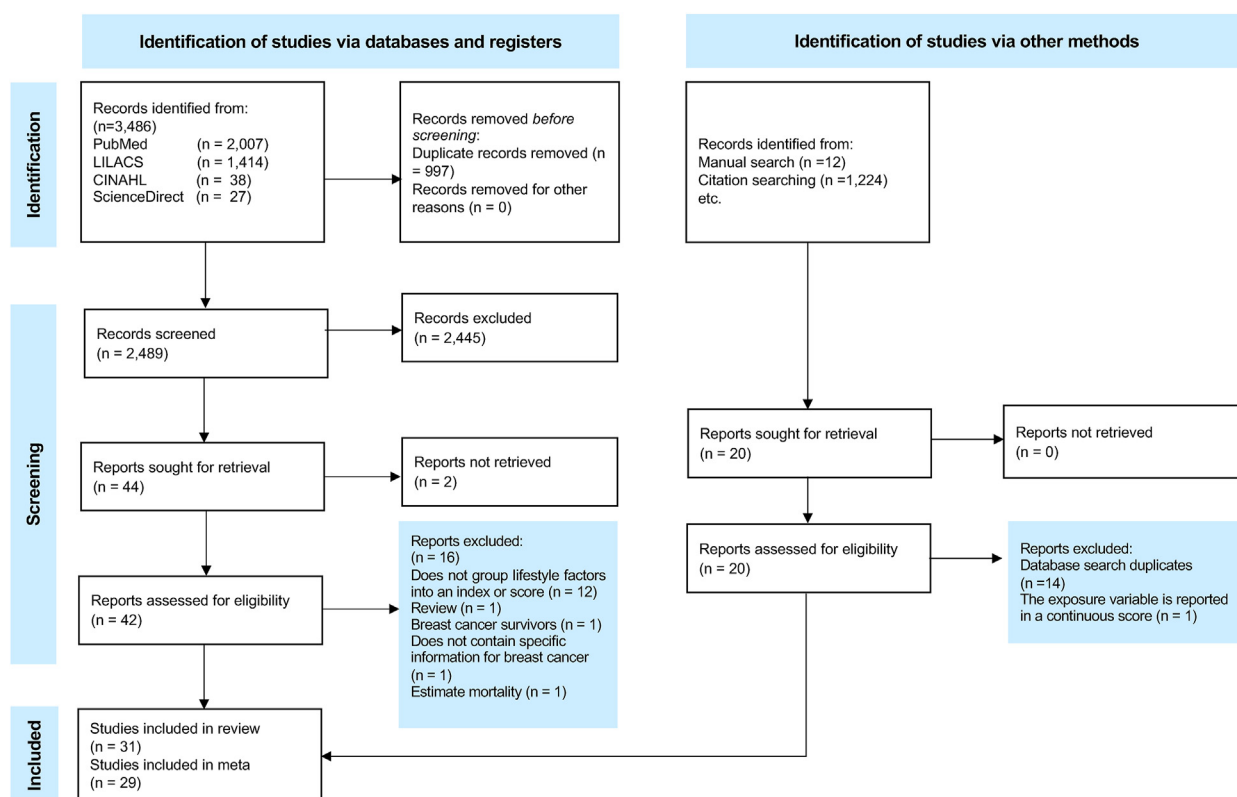 Identification of studies via databases and registers
Identification of studies via other methods
Identification
Records identified from:
(n=3,486)
PubMed (n = 2,007)
LILACS (n = 1,414)
CINAHL (n = 38)
ScienceDirect (n = 27)
Records removed before
screening:
Duplicate records removed (n
= 997)
Records removed for other
reasons (n = 0)
Records identified from:
Manual search (n =12)
Citation searching (n =1,224)
etc.
Screening
Records screened
(n = 2,489)
Records excluded
(n = 2,445)
Reports sought for retrieval
(n = 44)
Reports not retrieved
(n = 2)
Reports sought for retrieval
(n = 20)
Reports not retrieved
(n = 0)
Reports assessed for eligibility
(n = 42)
Reports excluded:
(n = 16)
Does not group lifestyle factors
into an index or score (n = 12)
Review (n = 1)
Breast cancer survivors (n = 1)
Does not contain specific
information for breast cancer
(n = 1)
Estimate mortality (n = 1)
Reports assessed for eligibility
(n = 20)
Reports excluded:
Database search duplicates
(n =14)
The exposure variable is reported
in a continuous score (n = 1)
Included
Studies included in review
(n = 31)
Studies included in meta
(n = 29)